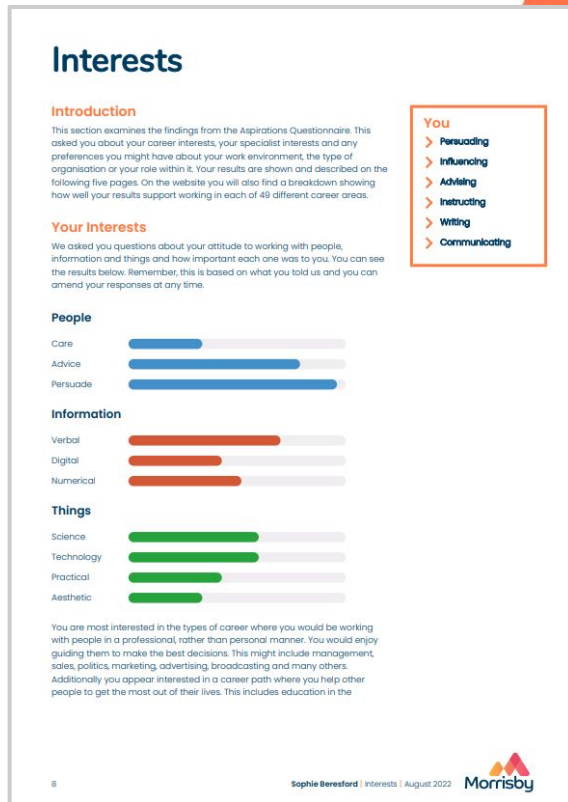 Interests
Introduction
This section examines the findings from the Aspirations Questionnaire. This
asked you about your career interests, your specialist interests and any
preferences you might have about your work environment, the type of
organisation or your role within it. Your results are shown and described on the
following five pages. On the website you will also find a breakdown showing
how well your results support working in each of 49 different career areas.
Your Interests
We asked you questions about your attitude to working with people,
information and things and how important each one was to you. You can see
the results below. Remember, this is based on what you told us and you can
amend your responses at any time.
You
Persuading
Influencing
Advising
Instructing
Writing
Communicating
People
Care
Advice
Persuade
Information
Verbal
Digital
Numerical
Things
Science
Technology
Practical
Aesthetic
You are most interested in the types of career where you would be working
with people in a professional, rather than personal manner. You would enjoy
guiding them to make the best decisions. This might include management,
sales, politics, marketing, advertising, broadcasting and many others.
Additionally you appear interested in a career path where you help other
people to get the most out of their lives. This includes education in the
Sophie Beresford | Interests | August 2022
Morrisby